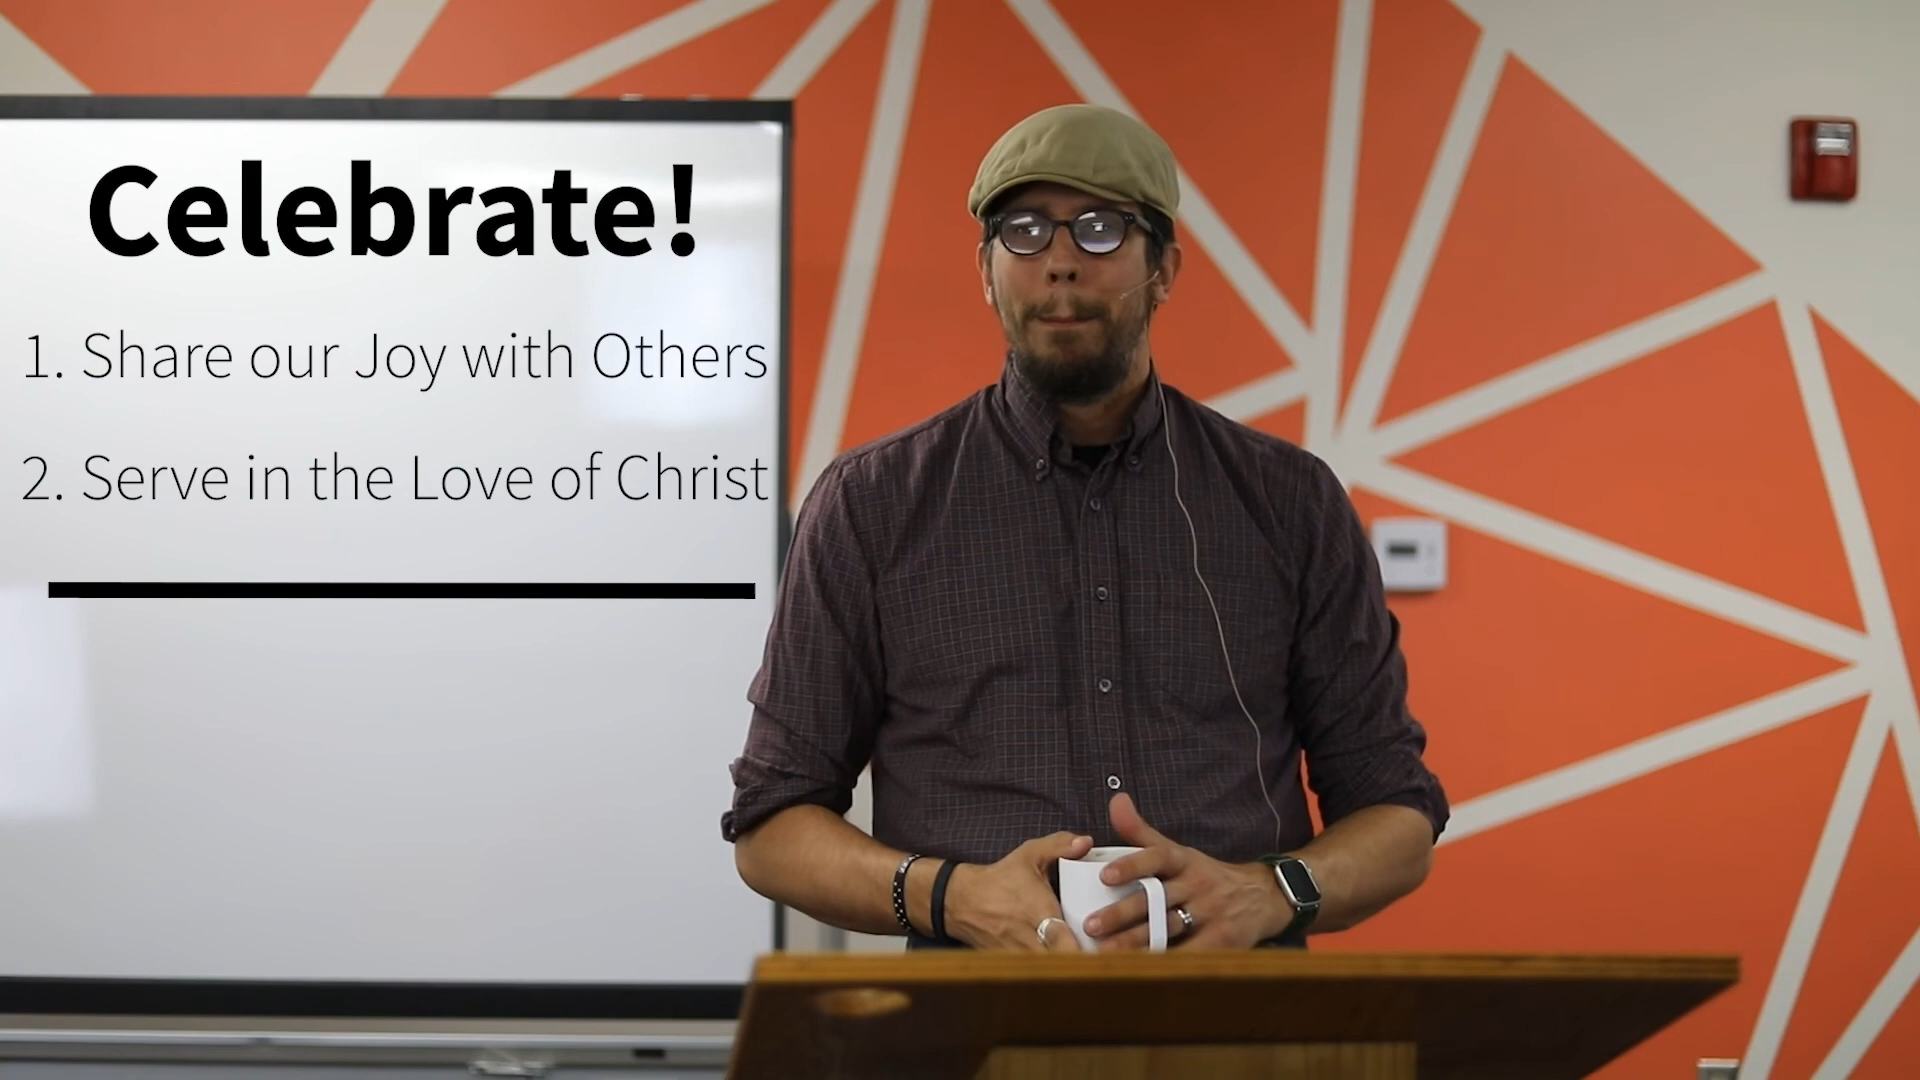 Celebrate!
1. Share our Joy with Others
2. Serve in the Love of Christ